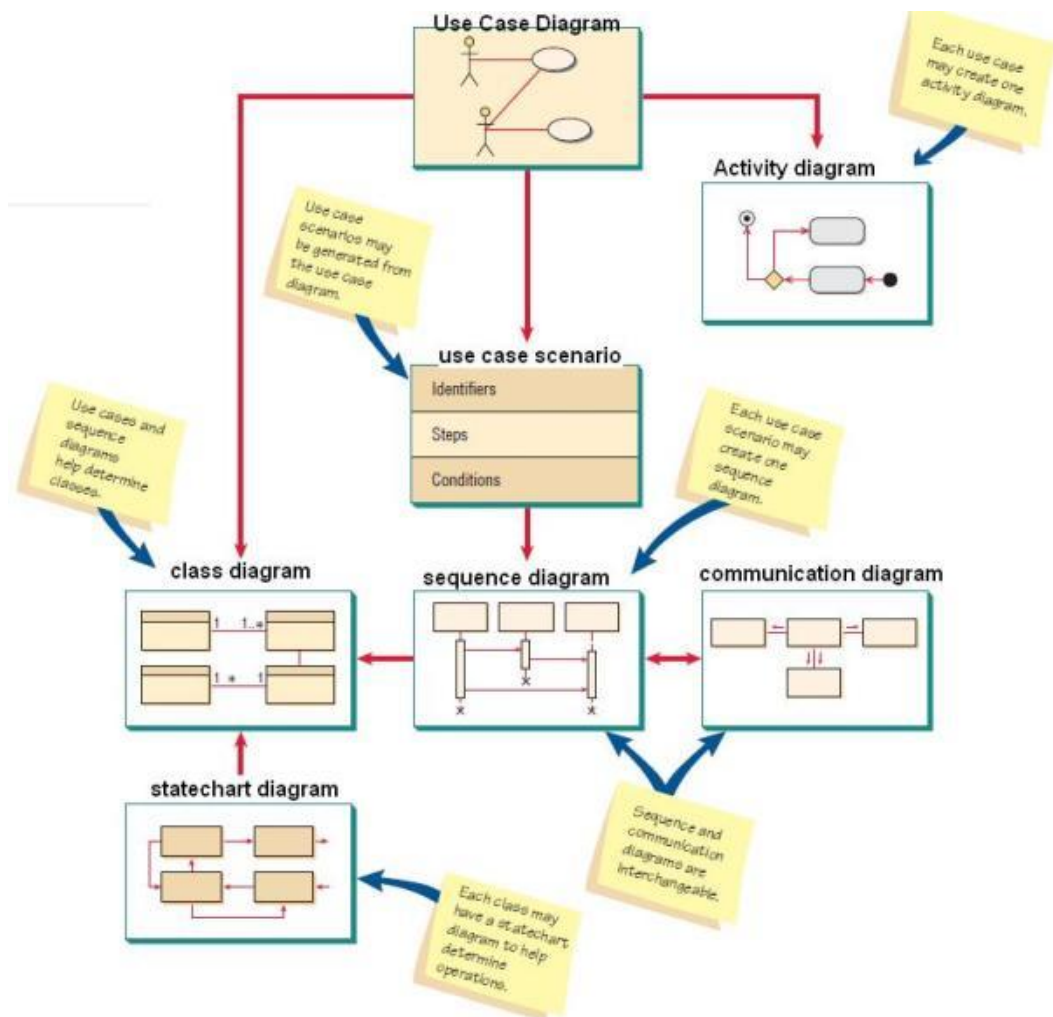 Use Case Diagram
Each use case
may create one
activity diagram.
Activity diagram
Use case
scenarios may
be generated from
the use case
diagram.
use case scenario
Identifiers
Steps
Conditions
Use cases and
sequence
diagrams
help determine
classes.
Each use case
scenario may
create one
sequence
diagram.
class diagram
1 1..*
1 * 1
sequence diagram
communication diagram
statechart diagram
Sequence and
communication
diagrams are
interchangeable.
Each class may
have a statechart
diagram to help
determine
operations.